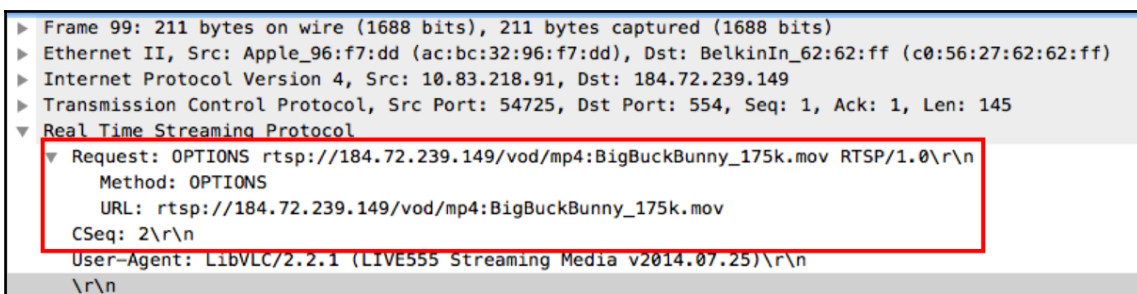 Frame 99: 211 bytes on wire (1688 bits), 211 bytes captured (1688 bits)
Ethernet II, Src: Apple_96:f7:dd (ac:bc:32:96:f7:dd), Dst: BelkinIn_62:62:ff (c0:56:27:62:62:ff)
Internet Protocol Version 4, Src: 10.83.218.91, Dst: 184.72.239.149
Transmission Control Protocol, Src Port: 54725, Dst Port: 554, Seq: 1, Ack: 1, Len: 145
Real Time Streaming Protocol
Request: OPTIONS rtsp://184.72.239.149/vod/mp4:BigBuckBunny_175k.mov RTSP/1.0\r\n
Method: OPTIONS
URL: rtsp://184.72.239.149/vod/mp4:BigBuckBunny_175k.mov
CSeq: 2\r\n
User-Agent: LibVLC/2.2.1 (LIVE555 Streaming Media v2014.07.25)\r\n
\r\n